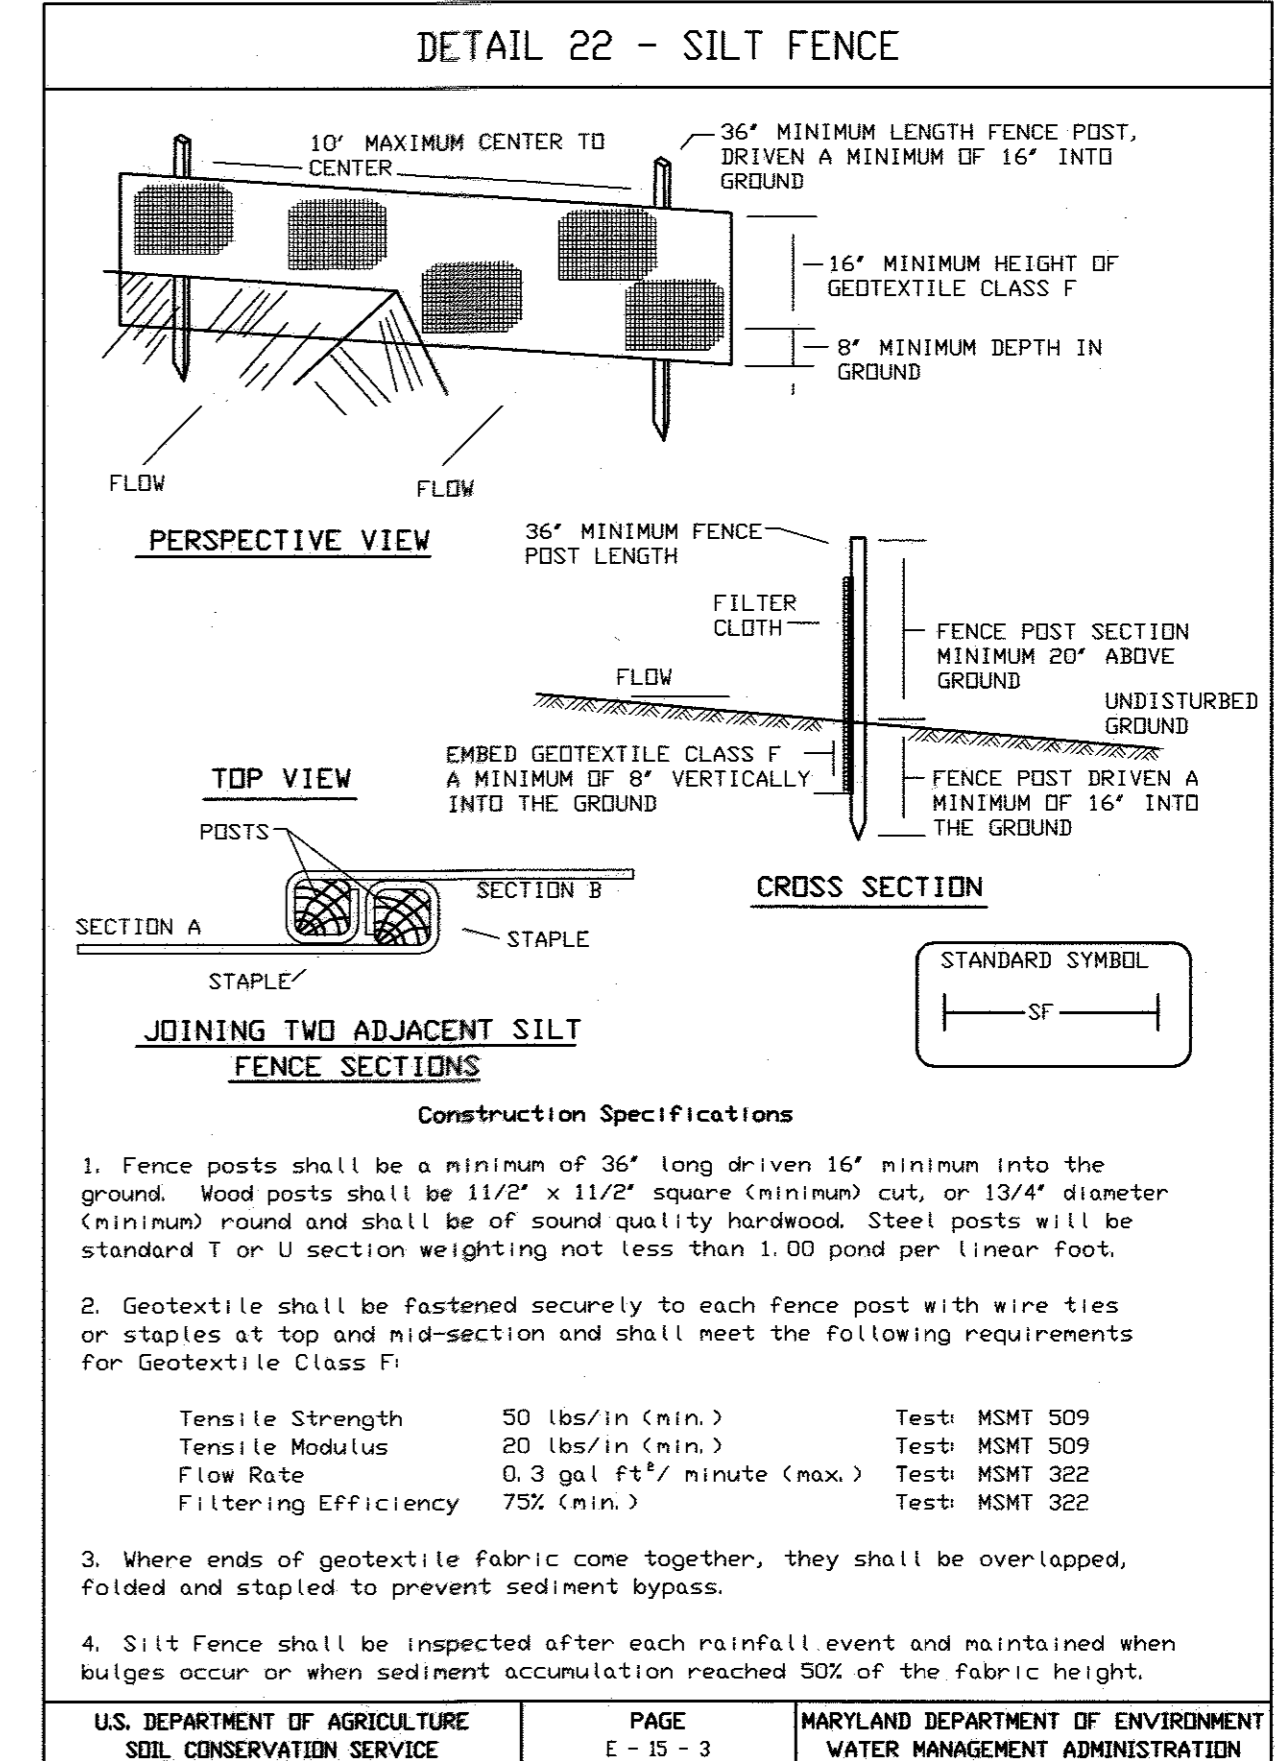 DETAIL 22 - SILT FENCE
10' MAXIMUM CENTER TO
CENTER
36" MINIMUM LENGTH FENCE POST,
DRIVEN A MINIMUM OF 16" INTO
GROUND
16" MINIMUM HEIGHT OF
GEOTEXTILE CLASS F
8" MINIMUM DEPTH IN
GROUND
FLOW
FLOW
PERSPECTIVE VIEW
36" MINIMUM FENCE
POST LENGTH
FILTER
CLOTH
FENCE POST SECTION
MINIMUM 20" ABOVE
GROUND
FLOW
UNDISTURBED
GROUND
EMBED GEOTEXTILE CLASS F
A MINIMUM OF 8" VERTICALLY
INTO THE GROUND
FENCE POST DRIVEN A
MINIMUM OF 16" INTO
THE GROUND
TOP VIEW
POSTS
SECTION B
SECTION A
STAPLE
STAPLE
CROSS SECTION
STANDARD SYMBOL
SF
JOINING TWO ADJACENT SILT
FENCE SECTIONS
Construction Specifications
1. Fence posts shall be a minimum of 36" long driven 16" minimum into the
ground. Wood posts shall be 11/2" x 11/2" square (minimum) cut, or 13/4" diameter
(minimum) round and shall be of sound quality hardwood. Steel posts will be
standard T or U section weighting not less than 1.00 pond per linear foot.
2. Geotextile shall be fastened securely to each fence post with wire ties
or staples at top and mid-section and shall meet the following requirements
for Geotextile Class F:
Tensile Strength 50 lbs/in (min.) Test: MSMT 509
Tensile Modulus 20 lbs/in (min.) Test: MSMT 509
Flow Rate 0.3 gal ft²/ minute (max.) Test: MSMT 322
Filtering Efficiency 75% (min.) Test: MSMT 322
3. Where ends of geotextile fabric come together, they shall be overlapped,
folded and stapled to prevent sediment bypass.
4. Silt Fence shall be inspected after each rainfall event and maintained when
bulges occur or when sediment accumulation reached 50% of the fabric height.
U.S. DEPARTMENT OF AGRICULTURE
SOIL CONSERVATION SERVICE
PAGE
E - 15 - 3
MARYLAND DEPARTMENT OF ENVIRONMENT
WATER MANAGEMENT ADMINISTRATION